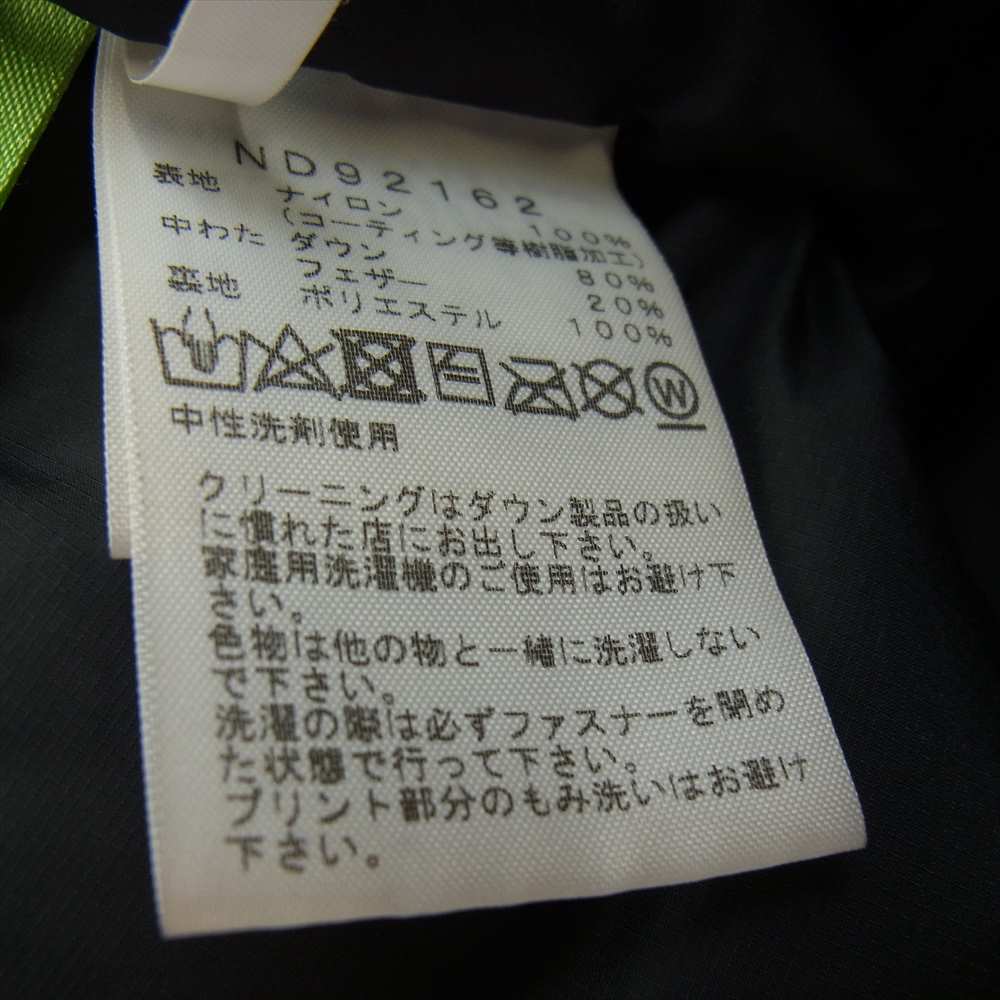 ND92162
表地 ナイロン 100%
(コーティング等樹脂加工)
中わた ダウン 80%
フェザー 20%
裏地 ポリエステル 100%
W
中性洗剤使用
クリーニングはダウン製品の扱い
に慣れた店にお出し下さい。
家庭用洗濯機のご使用はお避け下
さい。
色物は他の物と一緒に洗濯しない
で下さい。
洗濯の際は必ずファスナーを閉め
た状態で行って下さい。
プリント部分のもみ洗いはお避け
下さい。